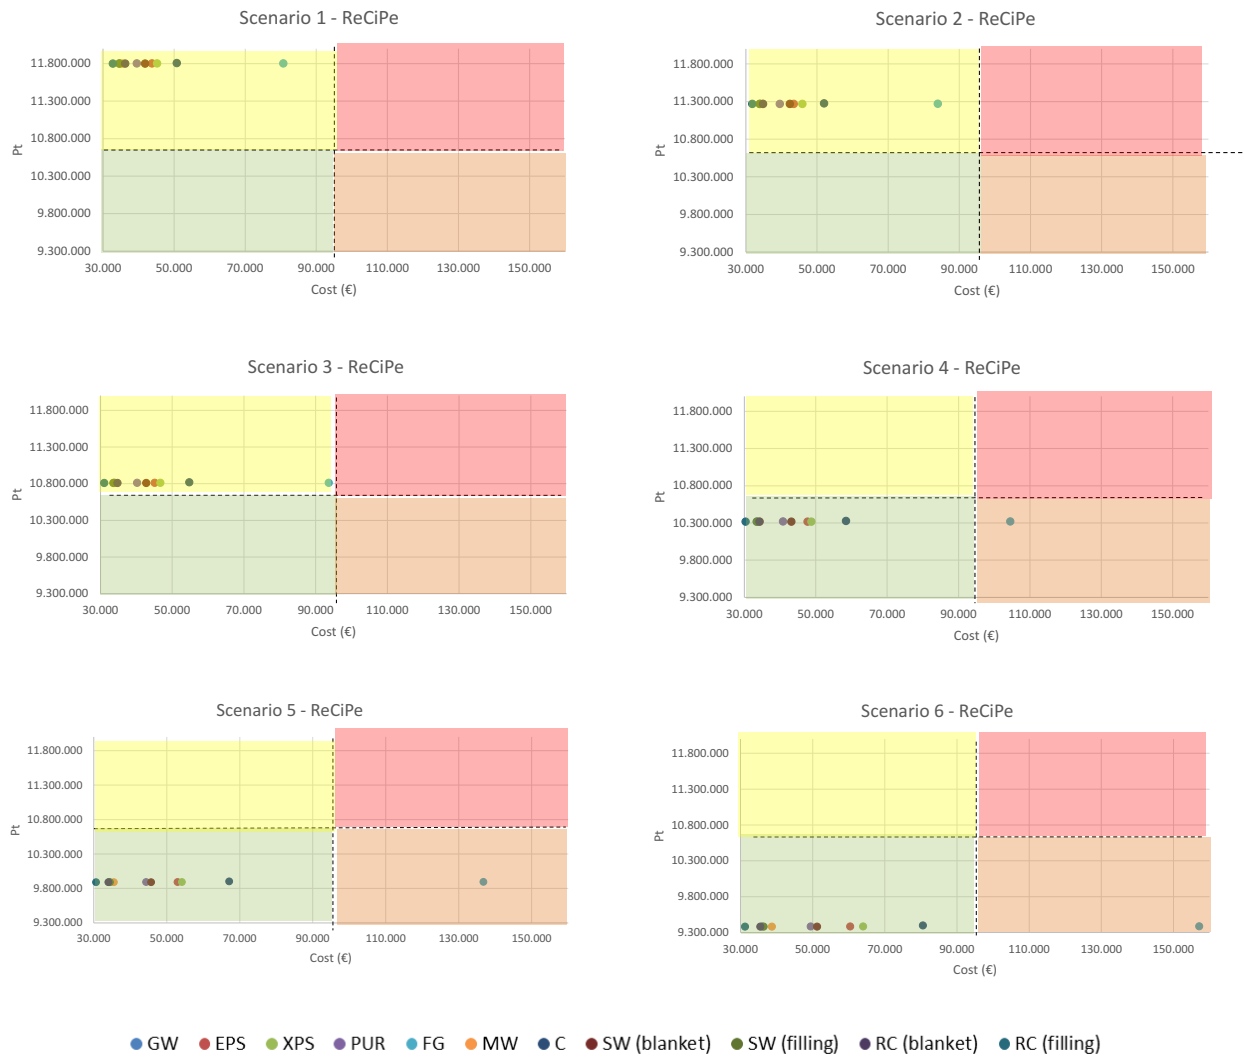 Scenario 1 - ReCiPe
11.800.000
11.300.000
10.800.000
10.300.000
9.800.000
9.300.000
Pt
30.000 50.000 70.000 90.000 110.000 130.000 150.000
Cost (€)
Scenario 2 - ReCiPe
11.800.000
11.300.000
10.800.000
10.300.000
9.800.000
9.300.000
Pt
30.000 50.000 70.000 90.000 110.000 130.000 150.000
Cost (€)
Scenario 3 - ReCiPe
11.800.000
11.300.000
10.800.000
10.300.000
9.800.000
9.300.000
Pt
30.000 50.000 70.000 90.000 110.000 130.000 150.000
Cost (€)
Scenario 4 - ReCiPe
11.800.000
11.300.000
10.800.000
10.300.000
9.800.000
9.300.000
Pt
30.000 50.000 70.000 90.000 110.000 130.000 150.000
Cost (€)
Scenario 5 - ReCiPe
11.800.000
11.300.000
10.800.000
10.300.000
9.800.000
9.300.000
Pt
30.000 50.000 70.000 90.000 110.000 130.000 150.000
Cost (€)
Scenario 6 - ReCiPe
11.800.000
11.300.000
10.800.000
10.300.000
9.800.000
9.300.000
Pt
30.000 50.000 70.000 90.000 110.000 130.000 150.000
Cost (€)
GW EPS XPS PUR FG MW C SW (blanket) SW (filling) RC (blanket) RC (filling)